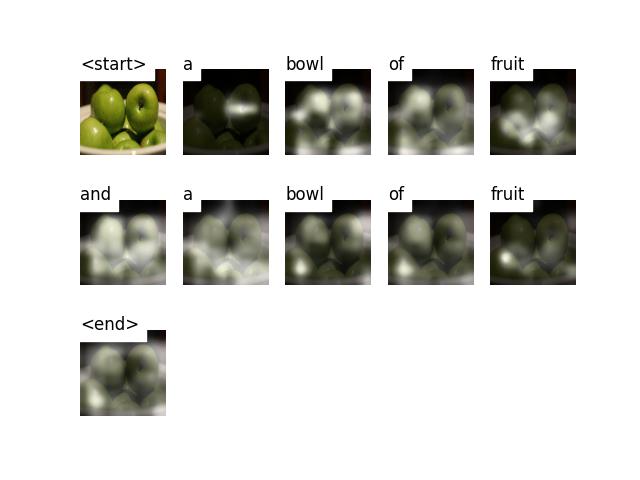 <start> a bowl of fruit
and a bowl of fruit
<end>